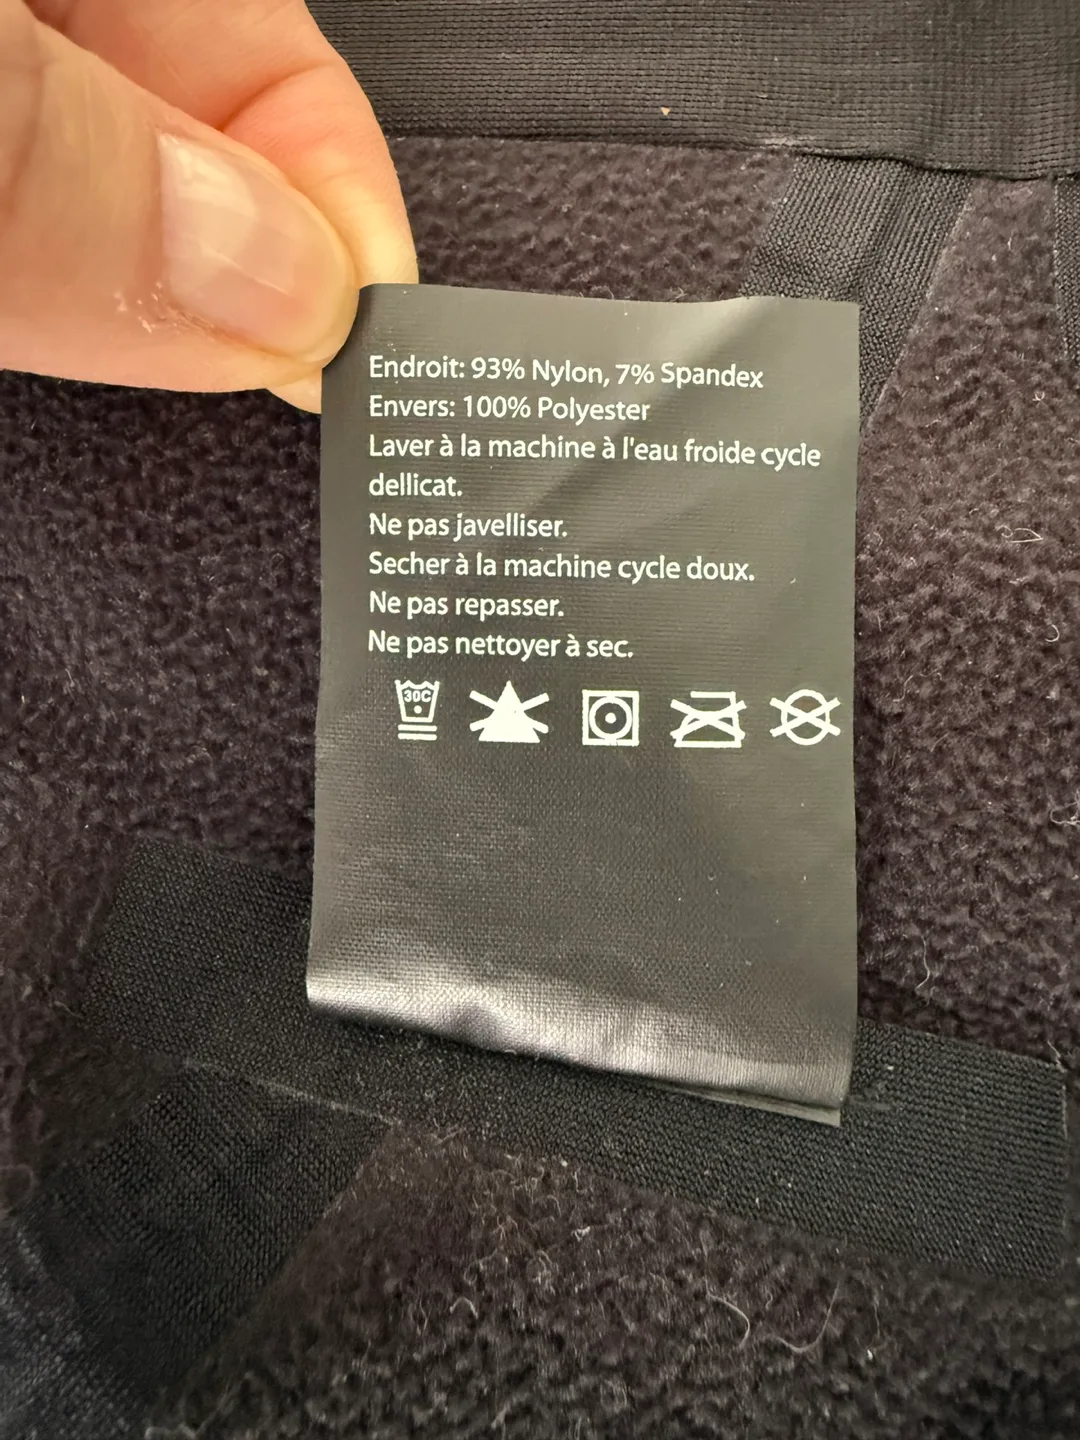 Endroit: 93% Nylon, 7% Spandex
Envers: 100% Polyester
Laver à la machine à l'eau froide cycle
dellicat.
Ne pas javelliser.
Secher à la machine cycle doux.
Ne pas repasser.
Ne pas nettoyer à sec.
30C